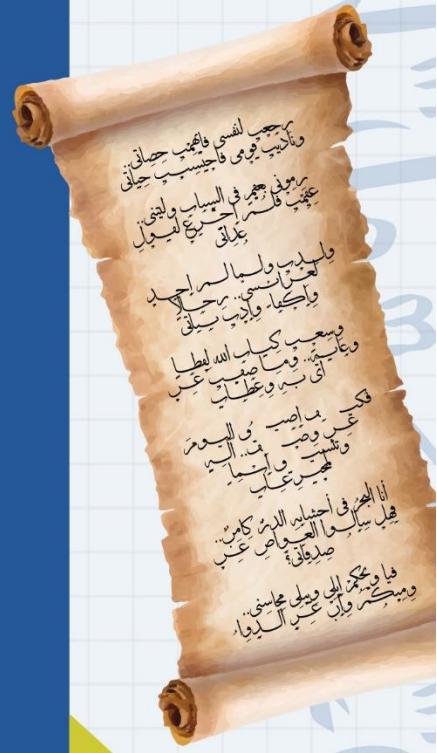 رجعت لنفسي فاتهمت حصاتي..
وناديت قومي فاحتسبت حياتي
رموني بعقم في الشباب وليتني..
عقمت فلم أجزع لقول
عداتي
ولدت ولما لم أجد
لعرائسي.. رجالا
وأكفاء وأدت بناتي
وسعت كتاب الله لفظا
وغاية.. وما ضقت عن
آي به وعظات
اليوم
عن
أنا البحر في أحشائه الدر كامن..
فهل سألوا الغواص عن
صدفاتي؟
فيا ويحكم أبلى وتبلى محاسني..
ومنكم وإن عز الدواء